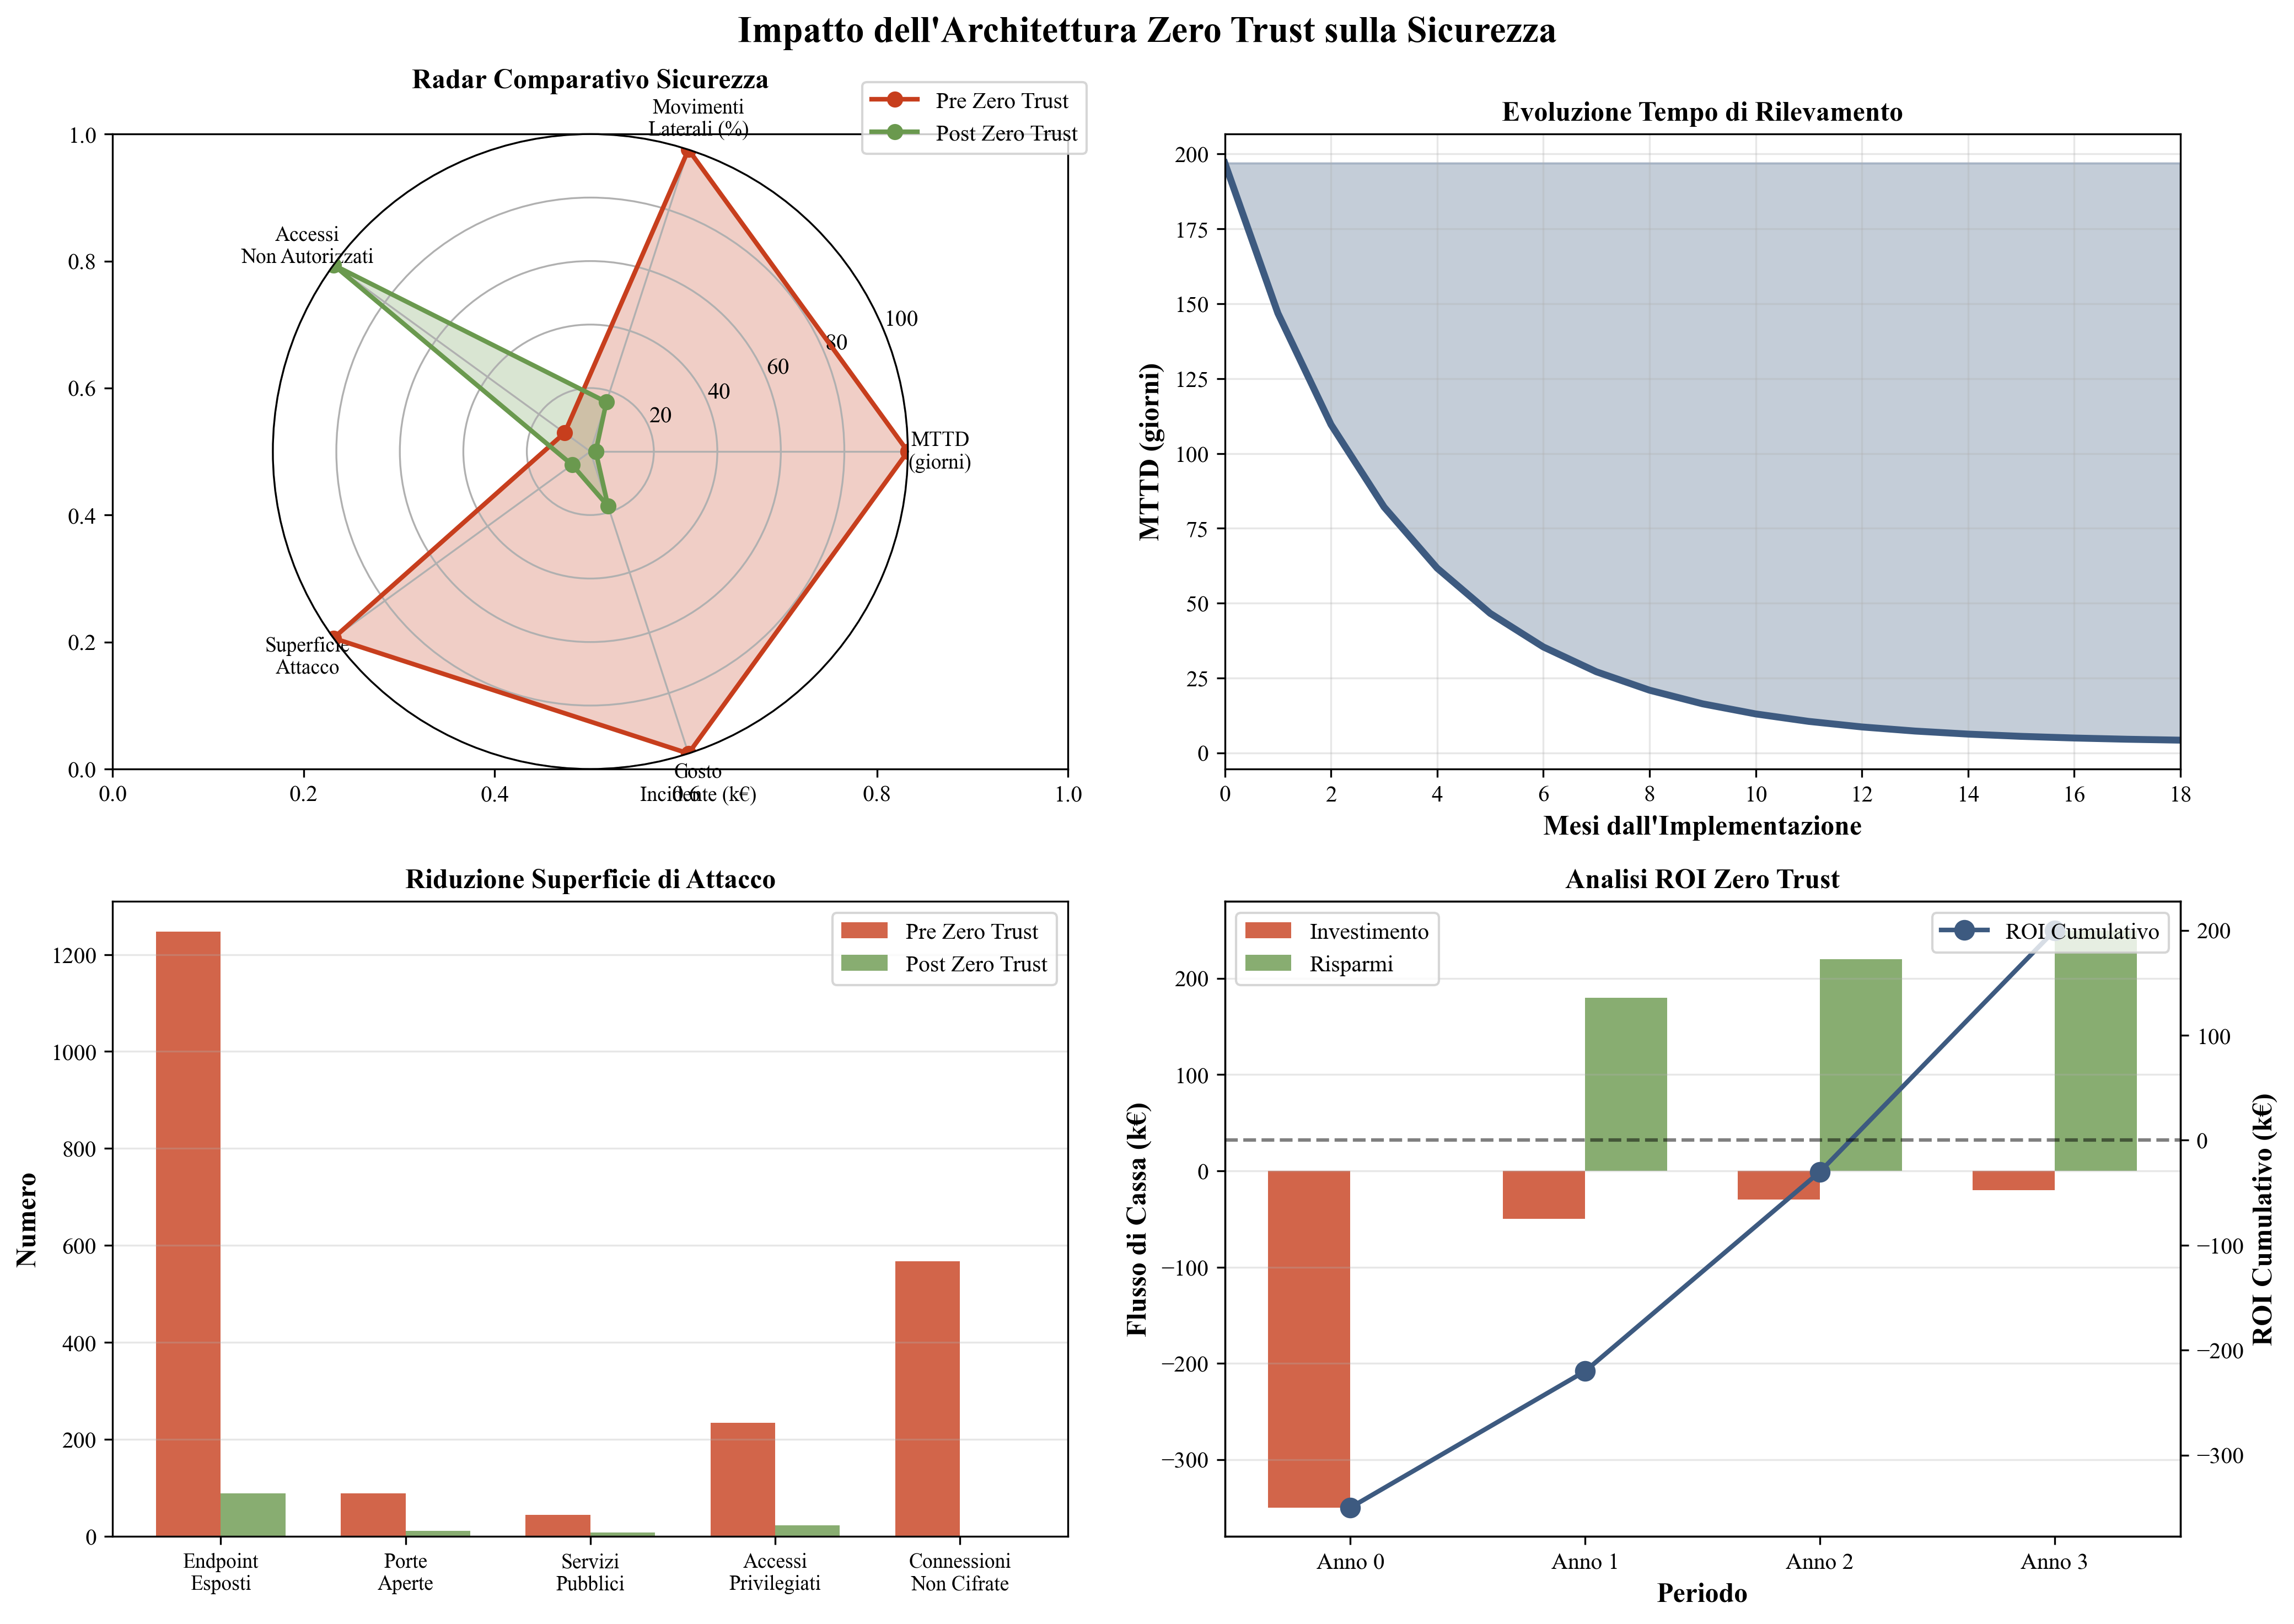 Impatto dell'Architettura Zero Trust sulla Sicurezza
Radar Comparativo Sicurezza
Pre Zero Trust
Post Zero Trust
Movimenti
Laterali (%)
Accessi
Non Autorizzati
MTTD
(giorni)
Superficie
Attacco
Costo
Incidente (k€)
20
40
60
80
100
1.0
0.8
0.6
0.4
0.2
0.0
0.0
0.2
0.4
0.6
0.8
1.0
Evoluzione Tempo di Rilevamento
MTTD (giorni)
200
175
150
125
100
75
50
25
0
0
2
4
6
8
10
12
14
16
18
Mesi dall'Implementazione
Riduzione Superficie di Attacco
Pre Zero Trust
Post Zero Trust
Numero
1200
1000
800
600
400
200
0
Endpoint
Esposti
Porte
Aperte
Servizi
Pubblici
Accessi
Privilegiati
Connessioni
Non Cifrate
Analisi ROI Zero Trust
Investimento
Risparmi
ROI Cumulativo
Flusso di Cassa (k€)
200
100
0
−100
−200
−300
ROI Cumulativo (k€)
200
100
0
−100
−200
−300
Anno 0
Anno 1
Anno 2
Anno 3
Periodo